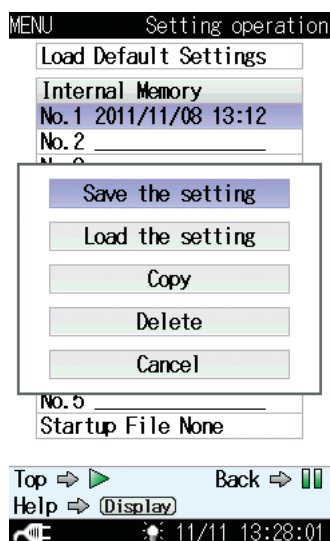 MENU Setting operation
Load Default Settings
Internal Memory
No.1 2011/11/08 13:12
No.2
Save the setting
Load the setting
Copy
Delete
Cancel
No.5
Startup File None
Top ⇨ ▷ Back ⇨
Help ⇨ (Display)
11/11 13:28:01